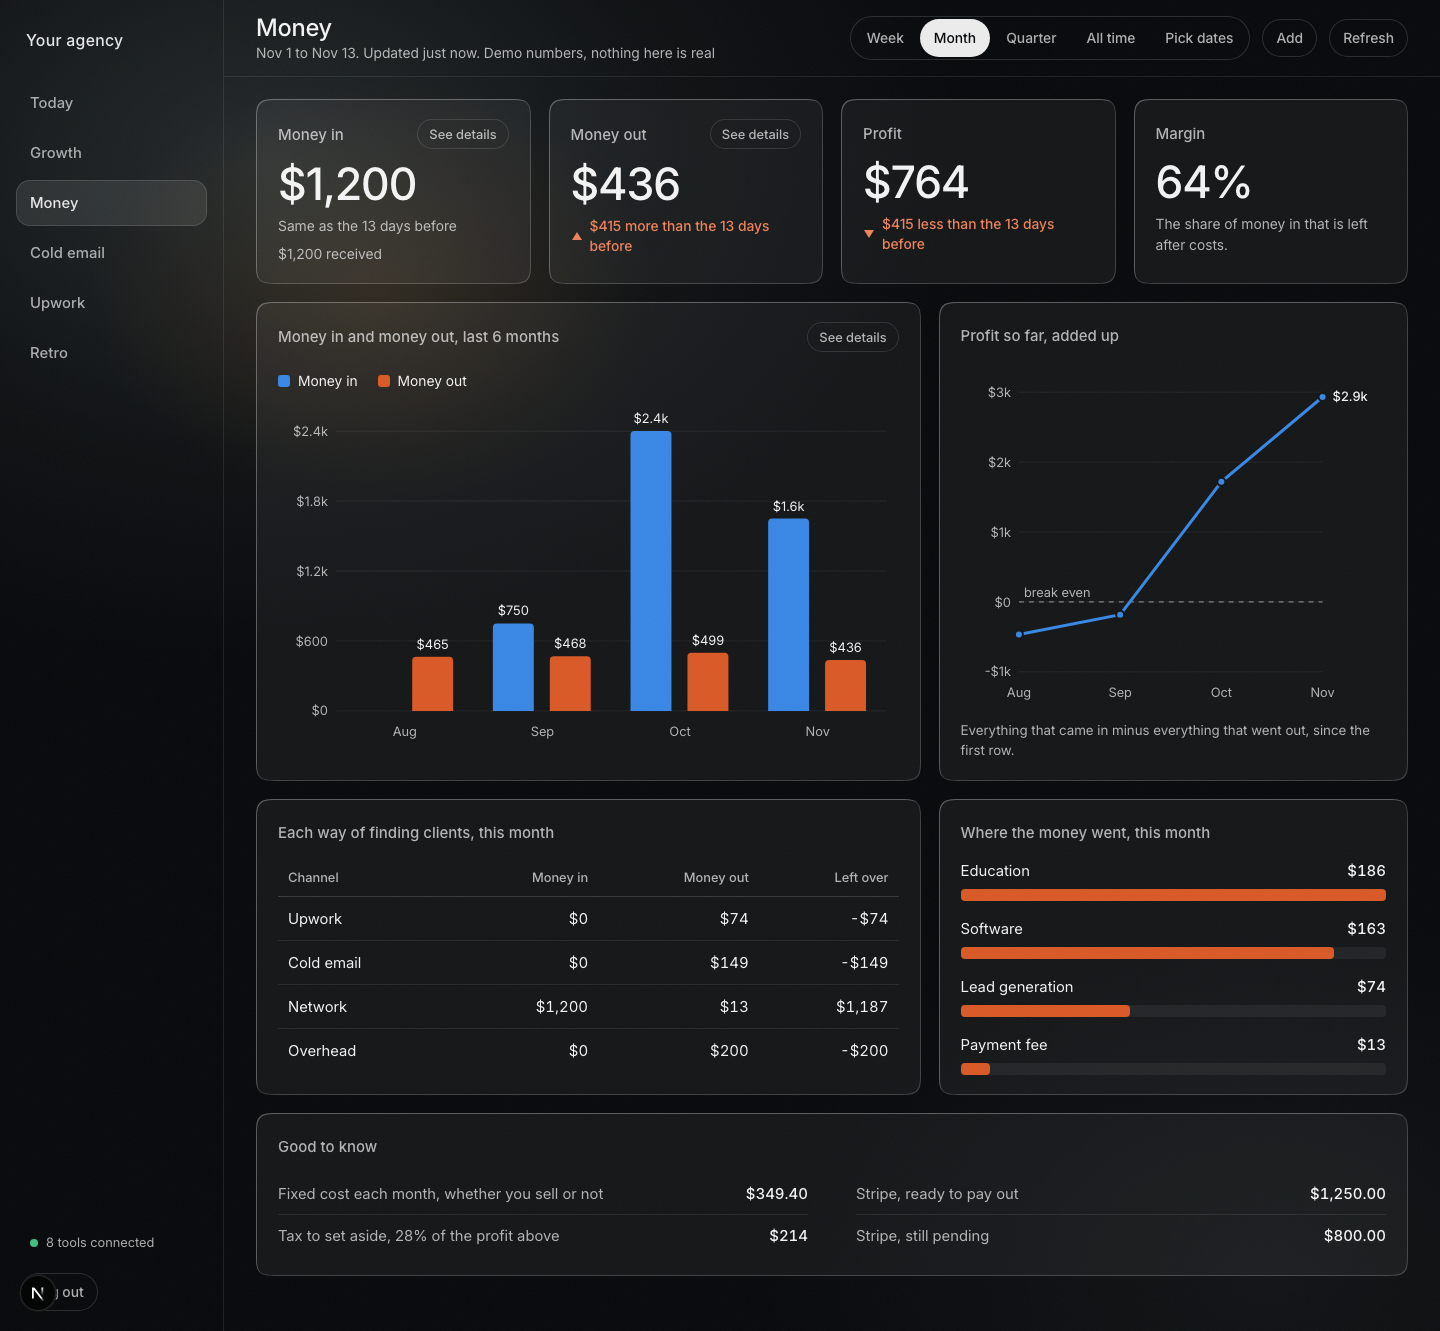 Your agency
Today
Growth
Money
Cold email
Upwork
Retro
8 tools connected
out
Money
Nov 1 to Nov 13. Updated just now. Demo numbers, nothing here is real
Week Month Quarter All time Pick dates Add Refresh
Money in See details
$1,200
Same as the 13 days before
$1,200 received
Money out See details
$436
$415 more than the 13 days
before
Profit
$764
$415 less than the 13 days
before
Margin
64%
The share of money in that is left
after costs.
Money in and money out, last 6 months See details
Money in Money out
$2.4k
$1.8k
$1.2k
$600
$0
$465
$750
$468
$2.4k
$499
$1.6k
$436
Aug Sep Oct Nov
Profit so far, added up
$3k
$2k
$1k
$0
-$1k
break even
$2.9k
Aug Sep Oct Nov
Everything that came in minus everything that went out, since the
first row.
Each way of finding clients, this month
Channel Money in Money out Left over
Upwork $0 $74 -$74
Cold email $0 $149 -$149
Network $1,200 $13 $1,187
Overhead $0 $200 -$200
Where the money went, this month
Education $186
Software $163
Lead generation $74
Payment fee $13
Good to know
Fixed cost each month, whether you sell or not $349.40
Tax to set aside, 28% of the profit above $214
Stripe, ready to pay out $1,250.00
Stripe, still pending $800.00